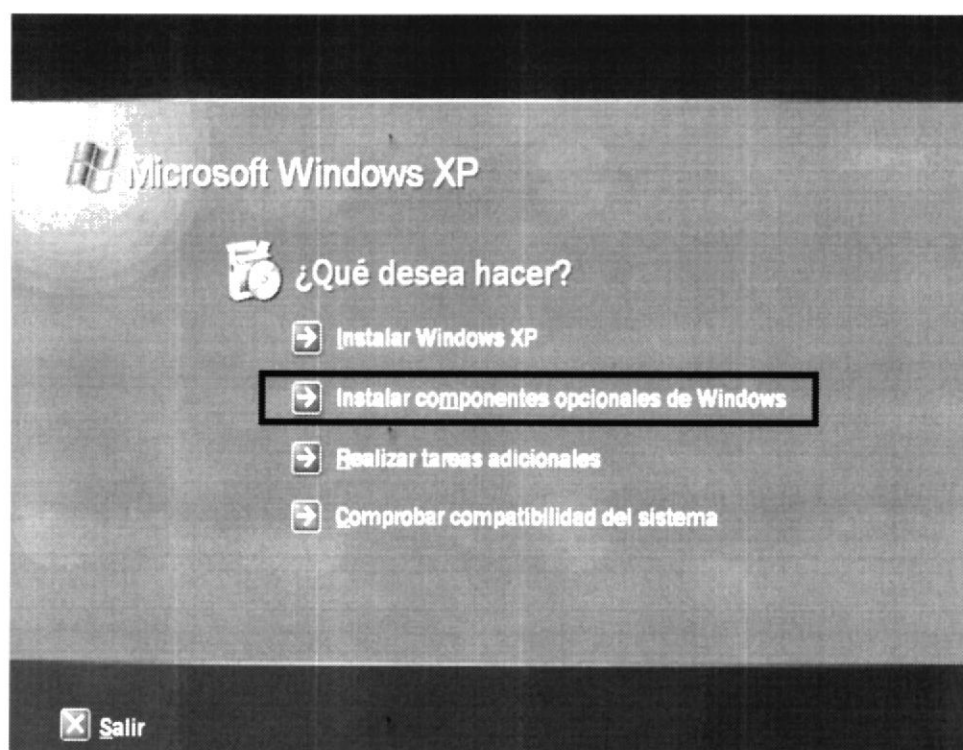 Microsoft Windows XP
¿Qué desea hacer?
Instalar Windows XP
Instalar componentes opcionales de Windows
Realizar tareas adicionales
Comprobar compatibilidad del sistema
Salir